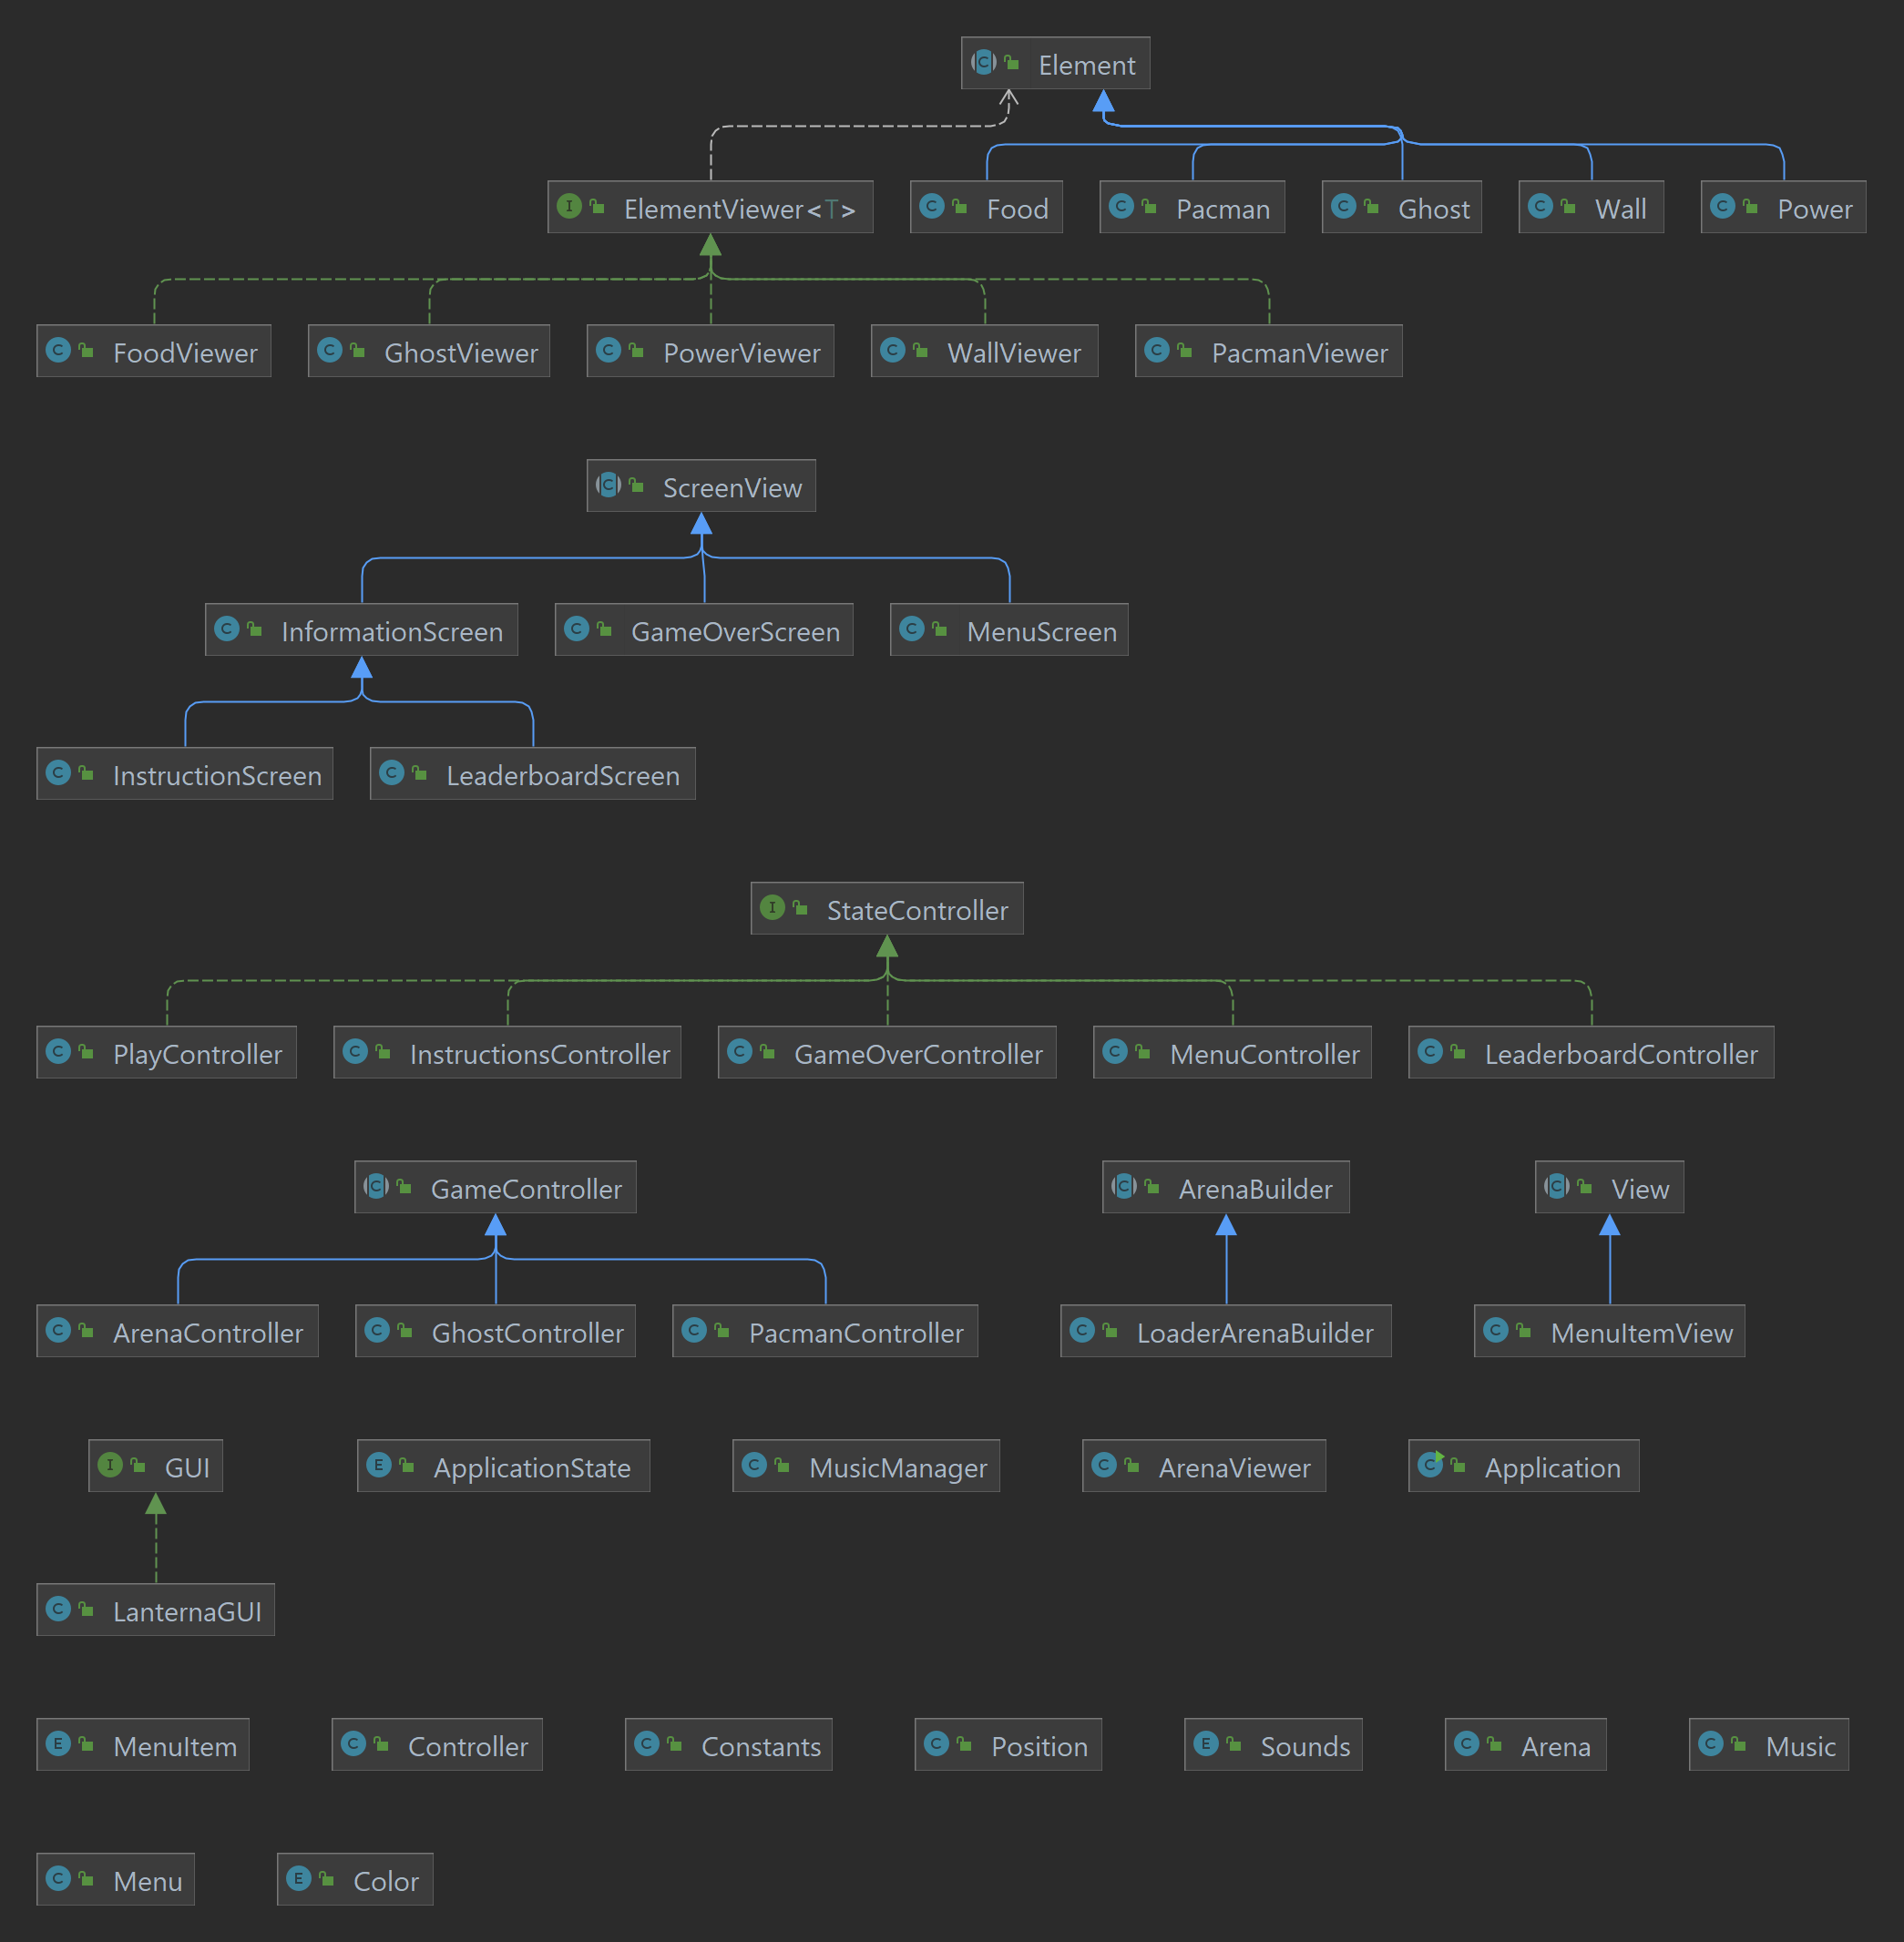 Element
ElementViewer<T>
Food
Pacman
Ghost
Wall
Power
FoodViewer
GhostViewer
PowerViewer
WallViewer
PacmanViewer
ScreenView
InformationScreen
GameOverScreen
MenuScreen
InstructionScreen
LeaderboardScreen
StateController
PlayController
InstructionsController
GameOverController
MenuController
LeaderboardController
GameController
ArenaBuilder
View
ArenaController
GhostController
PacmanController
LoaderArenaBuilder
MenuItemView
GUI
ApplicationState
MusicManager
ArenaViewer
Application
LanternaGUI
MenuItem
Controller
Constants
Position
Sounds
Arena
Music
Menu
Color